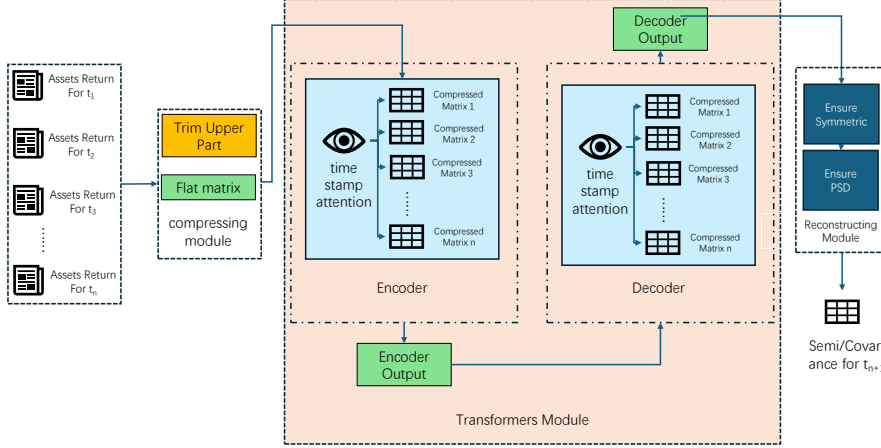 Assets Return
For t₁
Assets Return
For t₂
Assets Return
For t₃
......
Assets Return
For tₙ
Trim Upper
Part
Flat matrix
compressing
module
time
stamp
attention
Compressed
Matrix 1
Compressed
Matrix 2
Compressed
Matrix 3
......
Compressed
Matrix n
Encoder
Encoder
Output
Decoder
Output
time
stamp
attention
Compressed
Matrix 1
Compressed
Matrix 2
Compressed
Matrix 3
......
Compressed
Matrix n
Decoder
Transformers Module
Ensure
Symmetric
Ensure
PSD
Reconstructing
Module
Semi/Covar
ance for tₙ₊